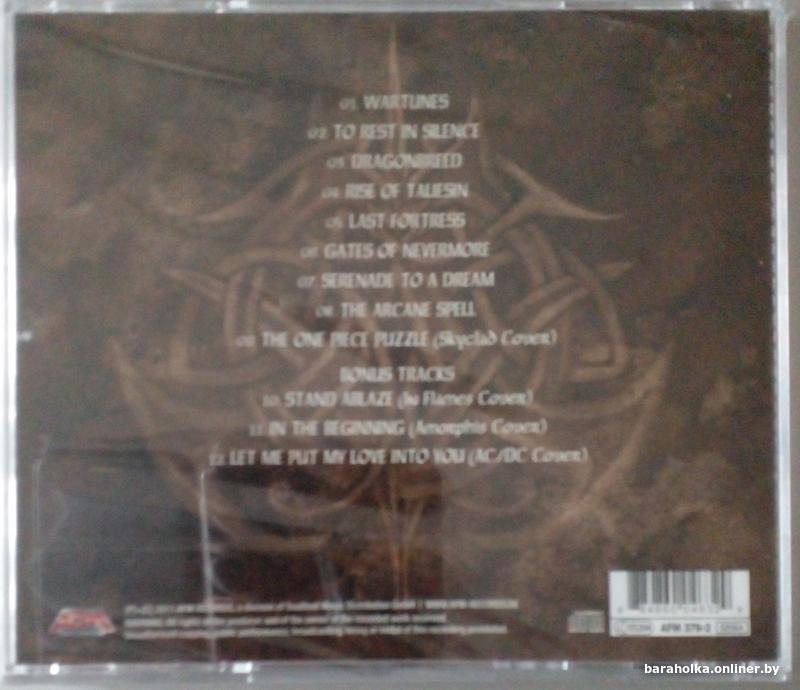 01. WARTUNES
02. TO REST IN SILENCE
03. DRAGONBREED
04. RISE OF TALIESIN
05. LAST FORTRESS
06. GATES OF NEVERMORE
07. SERENADE TO A DREAM
08. THE ARCANE SPELL
09. THE ONE PIECE PUZZLE (Skyclad Cover)
BONUS TRACKS
10. STAND ABLAZE (In Flames Cover)
11. IN THE BEGINNING (Amorphis Cover)
12. LET ME PUT MY LOVE INTO YOU (AC/DC Cover)
AFM 379-2
baraholka.onliner.by